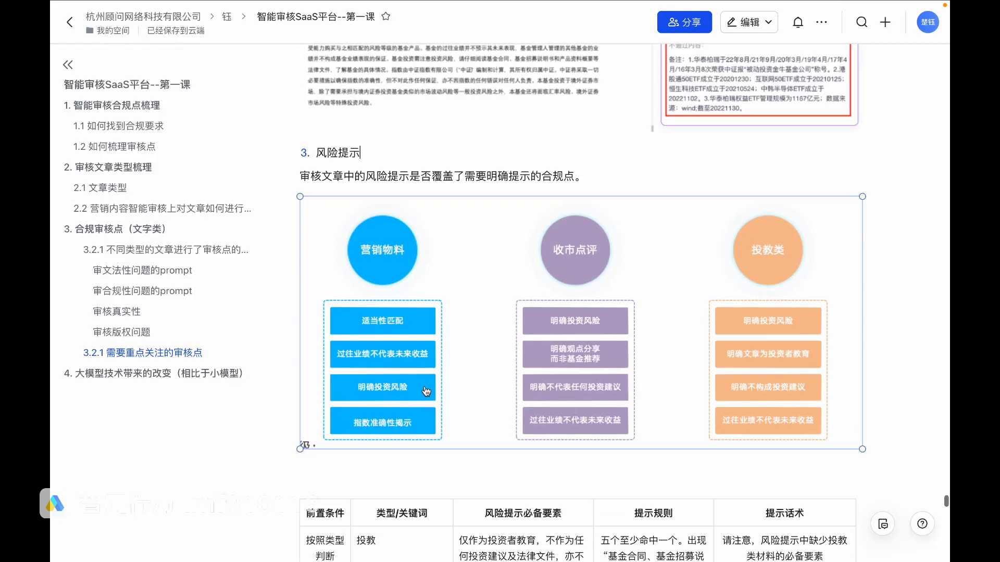 杭州顾问网络科技有限公司 > 钰 > 智能审核SaaS平台--第一课
我的空间 已经保存到云端
分享
编辑
楚钰
智能审核SaaS平台--第一课
1. 智能审核合规点梳理
1.1 如何找到合规要求
1.2 如何梳理审核点
2. 审核文章类型梳理
2.1 文章类型
2.2 营销内容智能审核上对文章如何进行...
3. 合规审核点（文字类）
3.2.1 不同类型的文章进行了审核点的...
审文法性问题的prompt
审合规性问题的prompt
审核真实性
审核版权问题
3.2.1 需要重点关注的审核点
4. 大模型技术带来的改变（相比于小模型）
受能力购买与之相匹配的风险等级的基金产品。基金的过往业绩并不预示其未来表现，基金管理人管理的其他基金的业
绩并不构成基金业绩表现的保证。基金投资需注意投资风险，请仔细阅读基金合同、基金招募说明书和产品资料概要等
法律文件，了解基金的具体情况。指数由中证指数有限公司（“中证”）编制和计算，其所有权归属中证。中证将采取一切
必要措施以确保指数的准确性，但不对此作任何保证，亦不因指数的任何错误对任何人负责。本基金投资于境外证券市
场，除了需要承担与境内证券投资基金类似的市场波动风险等一般投资风险之外，本基金还将面临汇率风险、境外证券
市场风险等特殊投资风险。
不通过内容:
备注：1.华泰柏瑞于22年8月/21年9月/20年3月/19年4月/17年4
月/16年3月8次荣获中证报“被动投资金牛基金公司”称号。2.港
股通50ETF成立于20201230；互联网50ETF成立于20210125；
恒生科技ETF成立于20210524；中韩半导体ETF成立于
20221102。3.华泰柏瑞权益ETF管理规模为1167亿元；数据来
源：wind;截至20221130。
3. 风险提示
审核文章中的风险提示是否覆盖了需要明确提示的合规点。
营销物料
适当性匹配
过往业绩不代表未来收益
明确投资风险
指数准确性揭示
收市点评
明确投资风险
明确观点分享
而非基金推荐
明确不代表任何投资建议
过往业绩不代表未来收益
投教类
明确投资风险
明确文章为投资者教育
明确不构成投资建议
过往业绩不代表未来收益
前置条件 类型/关键词 风险提示必备要素 提示规则 提示话术
按照类型 投教 仅作为投资者教育，不作为任 五个至少命中一个。出现 请注意，风险提示中缺少投教
判断 何投资建议及法律文件，亦不 “基金合同、基金招募说 类材料的必备要素